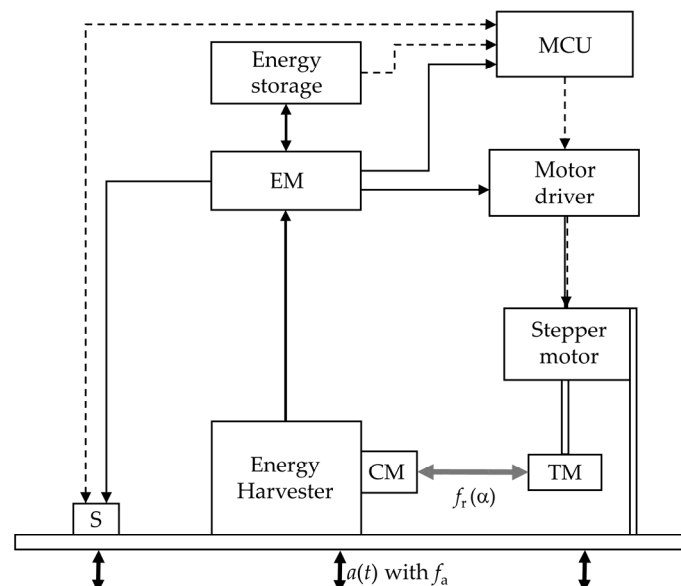 Energy
storage
MCU
EM
Motor
driver
Stepper
motor
Energy
Harvester
CM
TM
fr(α)
S
a(t) with fa